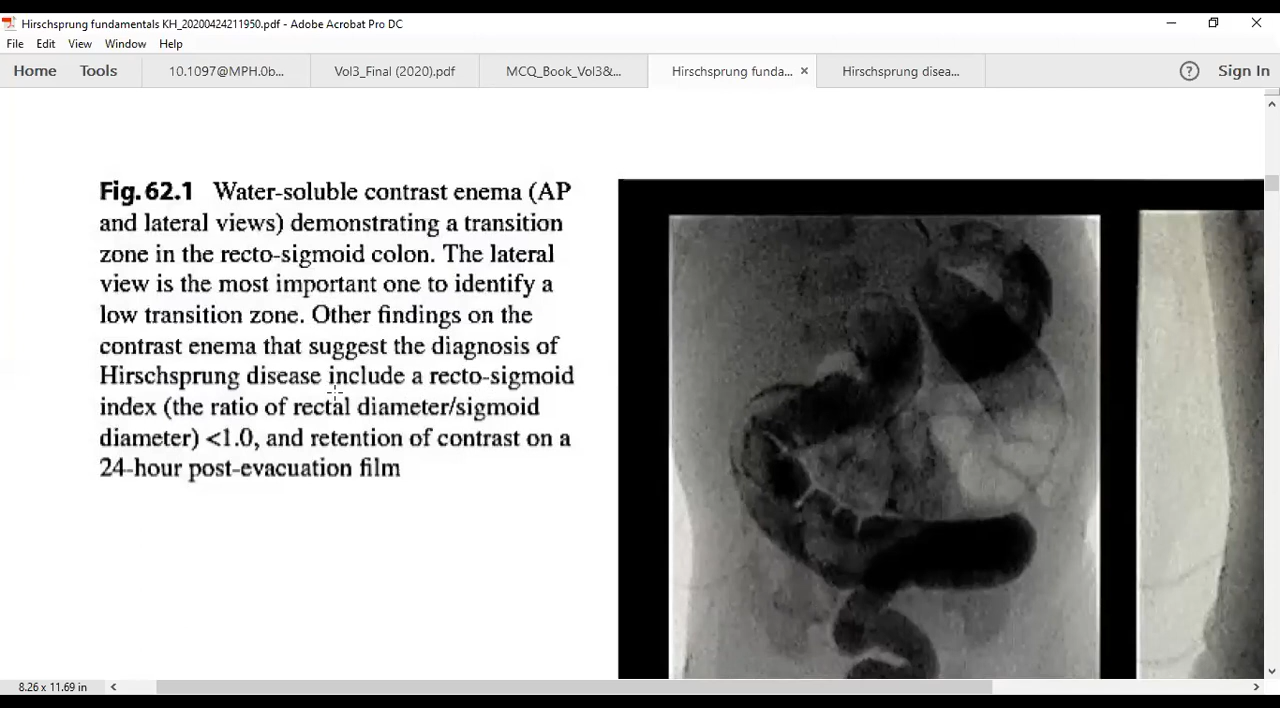 Hirschsprung fundamentals KH_20200424211950.pdf - Adobe Acrobat Pro DC
File Edit View Window Help
Home Tools 10.1097@MPH.0b... Vol3_Final (2020).pdf MCQ_Book_Vol3&... Hirschsprung funda... × Hirschsprung disea... ? Sign In
Fig. 62.1 Water-soluble contrast enema (AP
and lateral views) demonstrating a transition
zone in the recto-sigmoid colon. The lateral
view is the most important one to identify a
low transition zone. Other findings on the
contrast enema that suggest the diagnosis of
Hirschsprung disease include a recto-sigmoid
index (the ratio of rectal diameter/sigmoid
diameter) <1.0, and retention of contrast on a
24-hour post-evacuation film
8.26 x 11.69 in